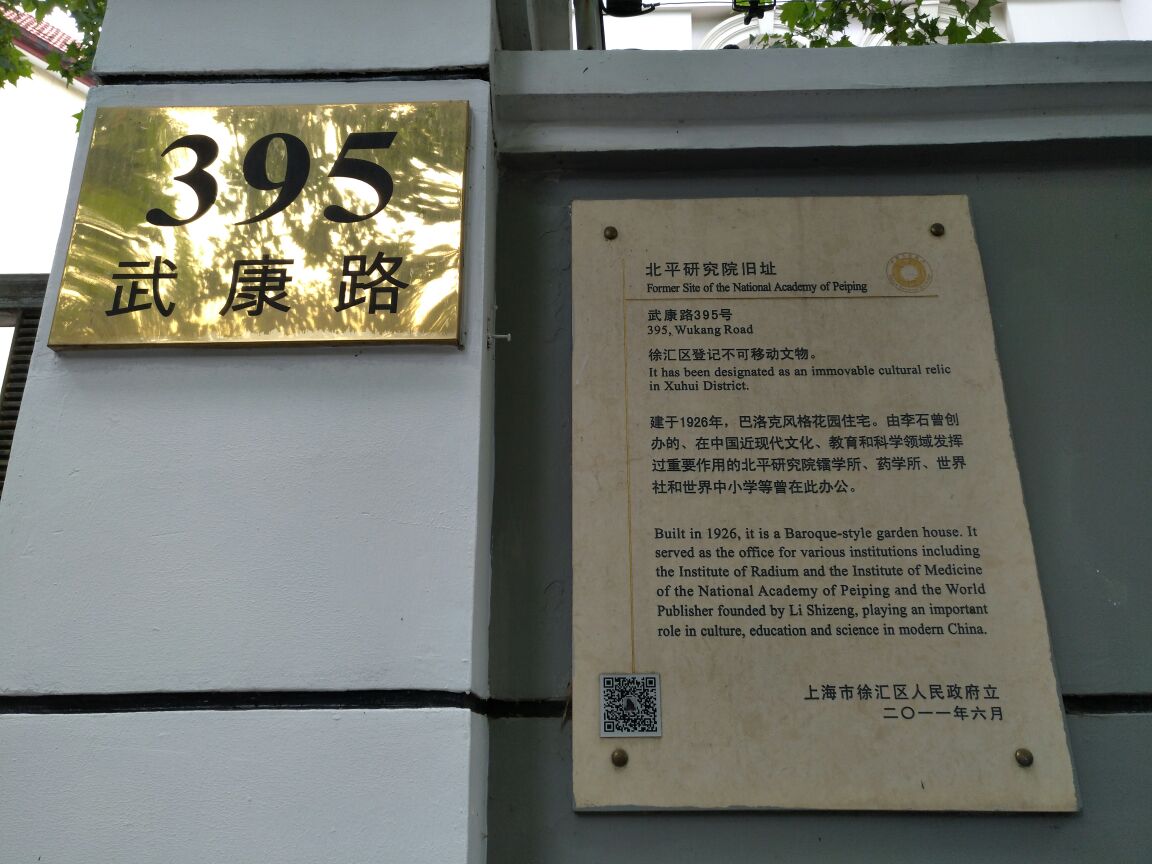 395
武康路
北平研究院旧址
Former Site of the National Academy of Peiping
武康路395号
395, Wukang Road
徐汇区登记不可移动文物。
It has been designated as an immovable cultural relic
in Xuhui District.
建于1926年，巴洛克风格花园住宅。由李石曾创
办的、在中国近现代文化、教育和科学领域发挥
过重要作用的北平研究院镭学所、药学所、世界
社和世界中小学等曾在此办公。
Built in 1926, it is a Baroque-style garden house. It
served as the office for various institutions including
the Institute of Radium and the Institute of Medicine
of the National Academy of Peiping and the World
Publisher founded by Li Shizeng, playing an important
role in culture, education and science in modern China.
上海市徐汇区人民政府立
二〇一一年六月